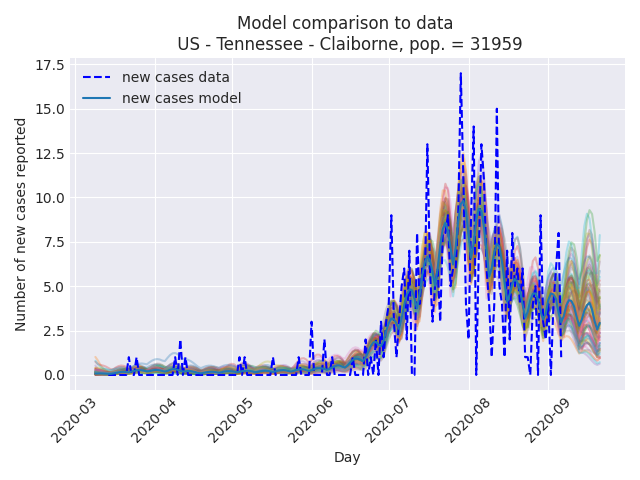 Model comparison to data
US - Tennessee - Claiborne, pop. = 31959
new cases data
new cases model
Number of new cases reported
17.5
15.0
12.5
10.0
7.5
5.0
2.5
0.0
2020-03
2020-04
2020-05
2020-06
2020-07
2020-08
2020-09
Day